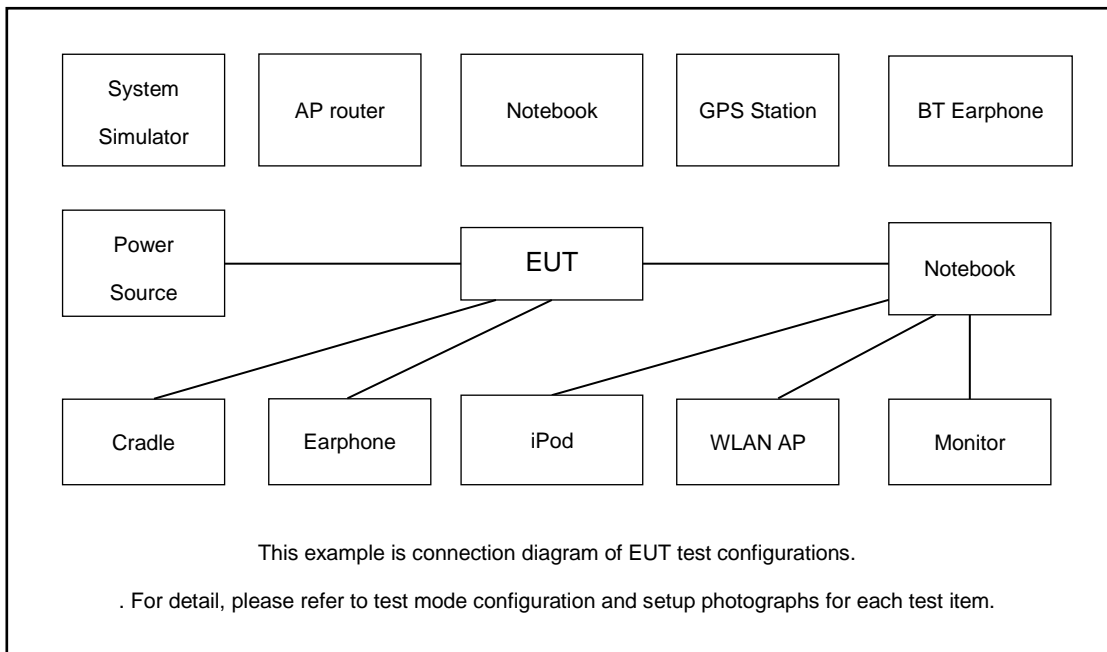 System
Simulator
AP router
Notebook
GPS Station
BT Earphone
Power
Source
EUT
Notebook
Cradle
Earphone
iPod
WLAN AP
Monitor
This example is connection diagram of EUT test configurations.
. For detail, please refer to test mode configuration and setup photographs for each test item.